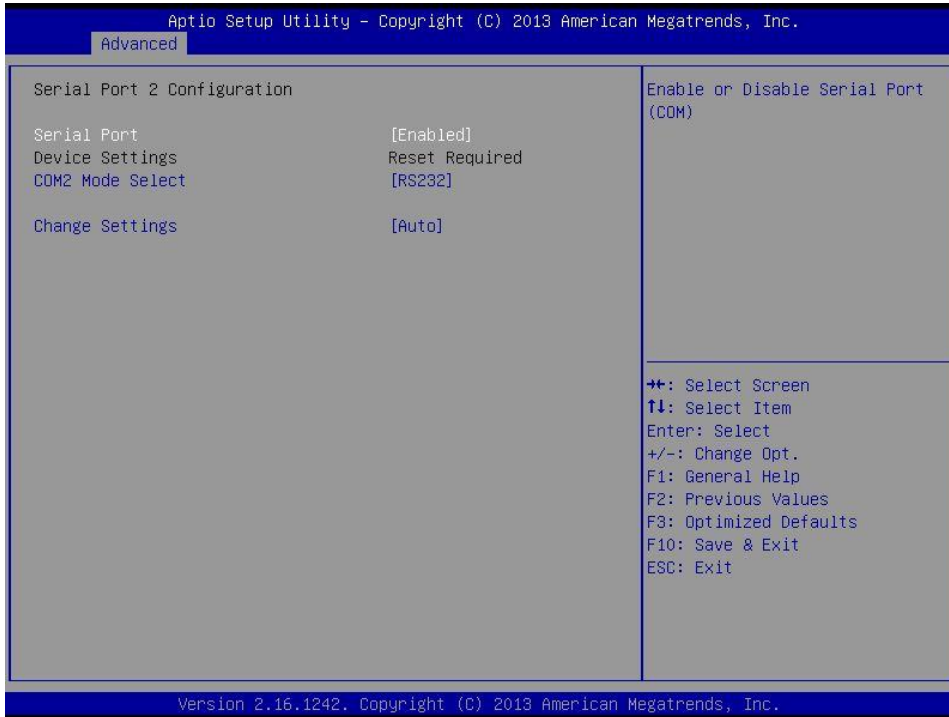 Aptio Setup Utility – Copyright (C) 2013 American Megatrends, Inc.
Advanced
Serial Port 2 Configuration
Serial Port [Enabled]
Device Settings Reset Required
COM2 Mode Select [RS232]
Change Settings [Auto]
Enable or Disable Serial Port
(COM)
→←: Select Screen
↑↓: Select Item
Enter: Select
+/-: Change Opt.
F1: General Help
F2: Previous Values
F3: Optimized Defaults
F10: Save & Exit
ESC: Exit
Version 2.16.1242. Copyright (C) 2013 American Megatrends, Inc.